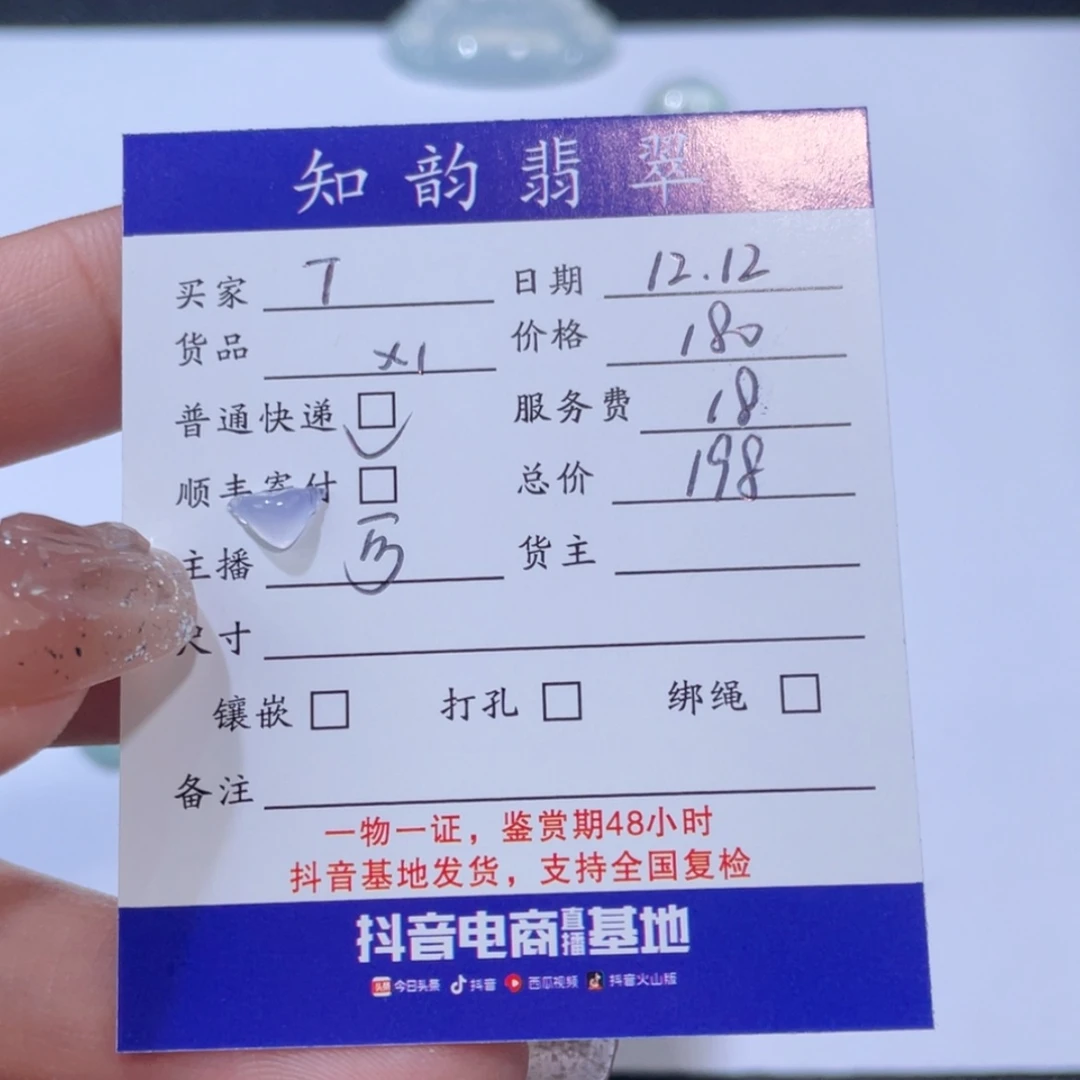 知韵翡翠
买家 T 日期 12.12
货品 x1 价格 180
普通快递 □ 服务费 18
顺丰寄付 □ 总价 198
主播 货主
尺寸
镶嵌 □ 打孔 □ 绑绳 □
备注
一物一证，鉴赏期48小时
抖音基地发货，支持全国复检
抖音电商直播基地
头条 今日头条 抖音 西瓜视频 抖音火山版